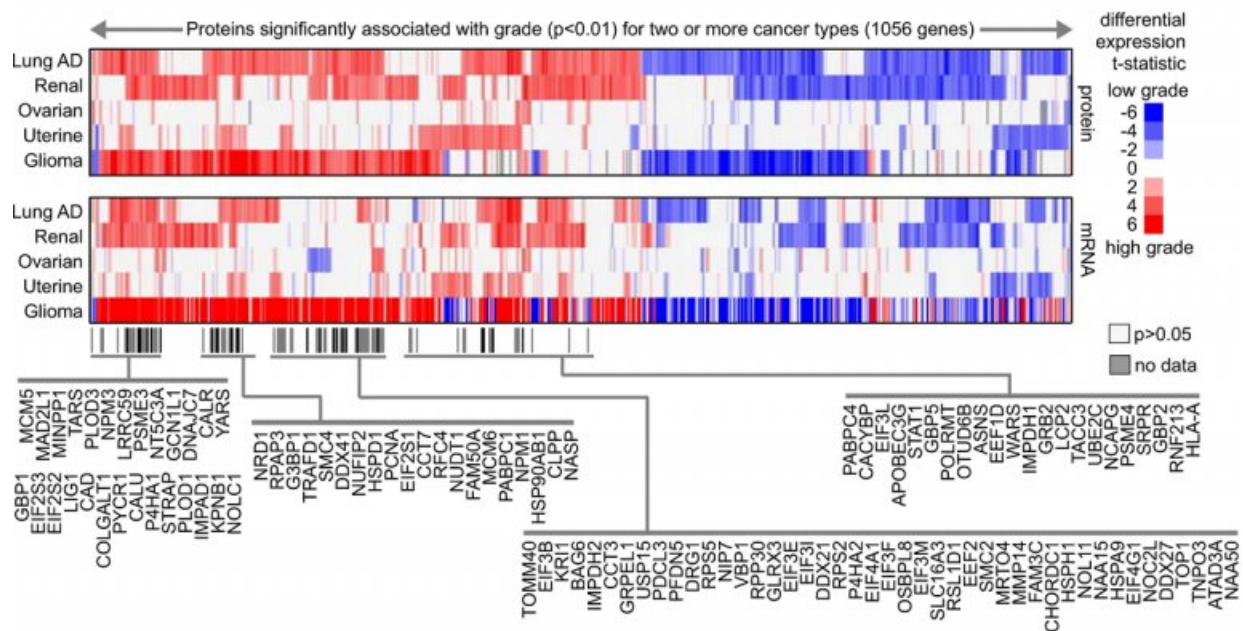 Proteins significantly associated with grade (p<0.01) for two or more cancer types (1056 genes)
differential
expression
t-statistic
low grade
-6
-4
-2
0
2
4
6
high grade
Lung AD
Renal
Ovarian
Uterine
Glioma
protein
Lung AD
Renal
Ovarian
Uterine
Glioma
mRNA
p>0.05
no data
MCM5
MAD2L1
MINPP1
TARS
PLOD3
NPM3
LRRC59
PSME3
NT5C3A
GCN1L1
DNAJC7
CALR
YARS
GBP1
EIF2S3
EIF2S2
LIG1
CAD
COLGALT1
PYCR1
CALU
P4HA1
STRAP
PLOD1
IMPAD1
KPNB1
NOLC1
NRD1
RPAP3
G3BP1
TRAFD1
SMC4
DDX41
NUFIP2
HSPD1
PCNA
EIF2S1
CCT7
RFC4
NUDT1
FAM50A
MCM6
PABPC1
NPM1
HSP90AB1
CLPP
NASP
PABPC4
CACYBP
EIF3L
APOBEC3G
STAT1
GBP5
POLRMT
OTUD6B
ASNS
EEF1D
WARS
IMPDH1
GRB2
LCP2
TACC3
UBE2C
NCAPG
PSME4
SRPR
GBP2
RNF213
HLA-A
TOMM40
EIF3B
KRI1
BAG6
IMPDH2
CCT3
GRPEL1
USP15
PDCL3
PFDN5
DRG1
RPS5
NIP7
VBP1
RPP30
GLRX3
EIF3E
EIF3I
DDX21
RPS2
P4HA2
EIF4A1
EIF3F
OSBPL8
EIF3M
SLC16A3
RSL1D1
EEF2
SMC2
MRTO4
MMP14
FAM3C
CHORDC1
HSPH1
NOL11
NAA15
HSPA9
EIF4G1
NOC2L
DDX27
TOP1
TNPO3
ATAD3A
NAA50